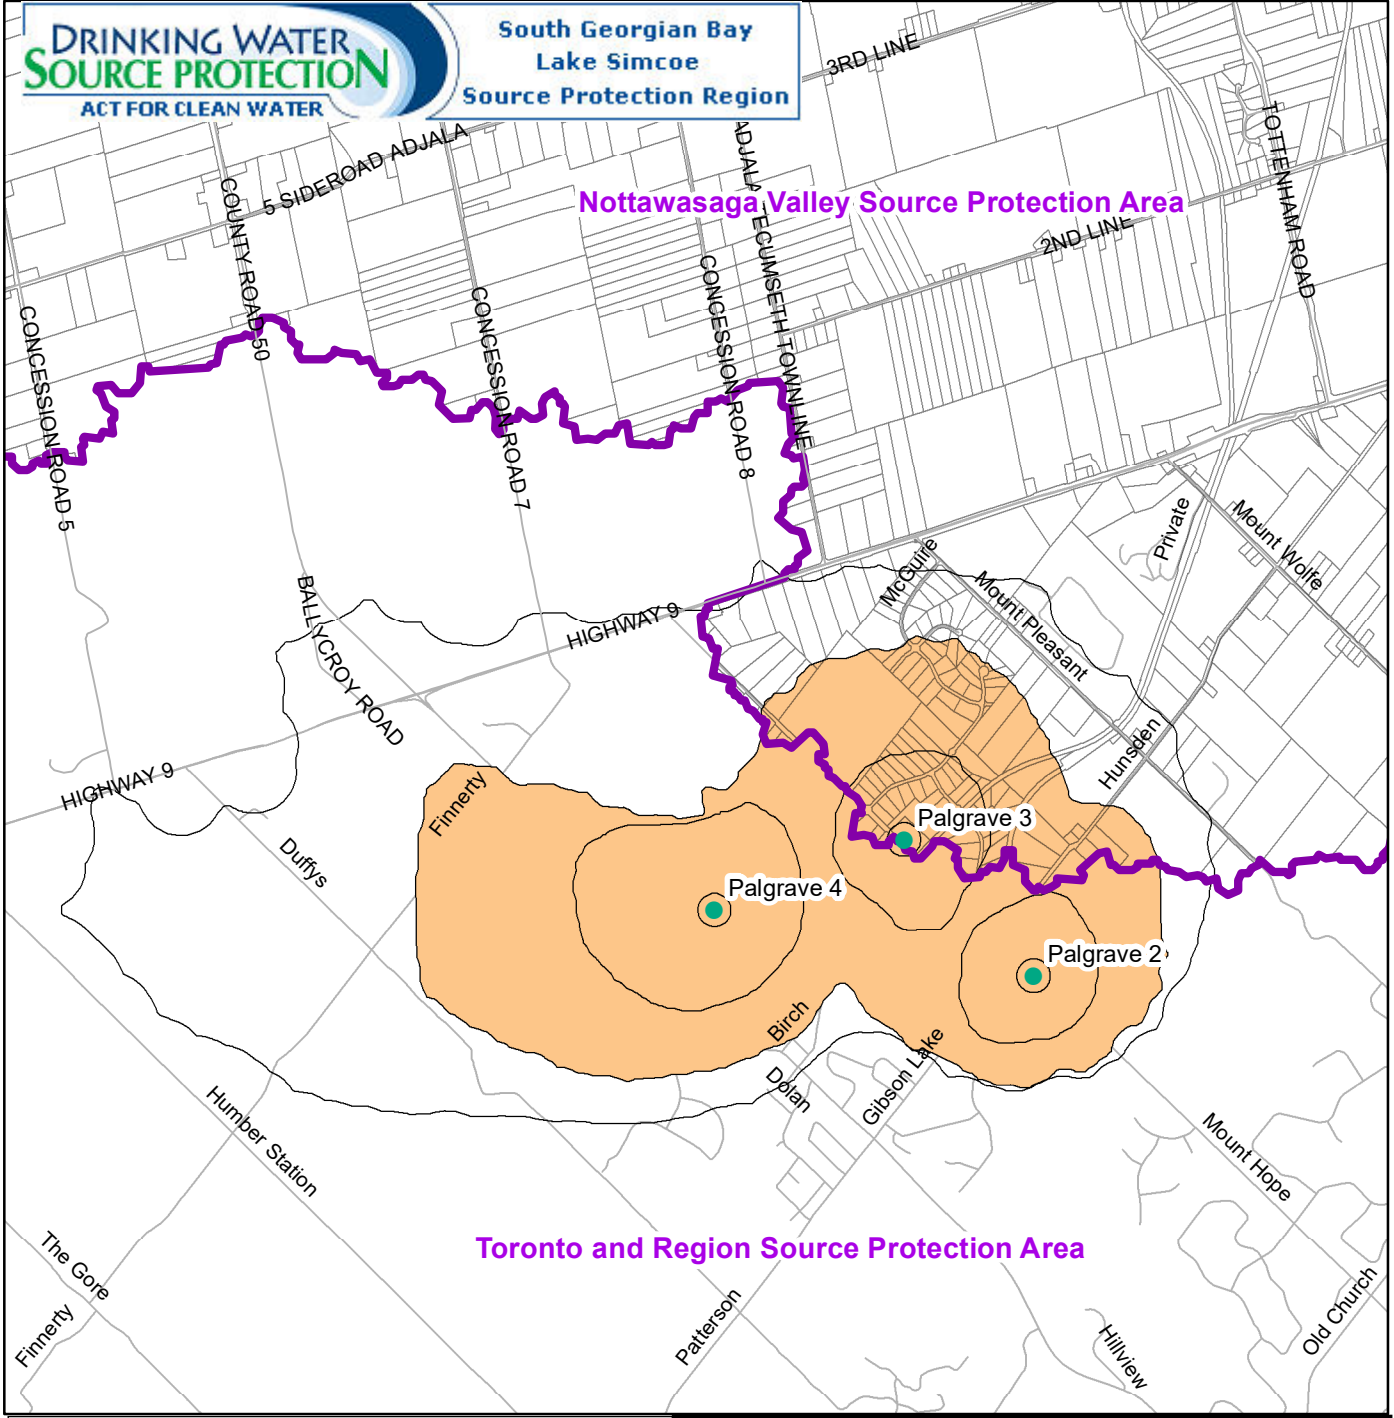 DRINKING WATER
SOURCE PROTECTION
ACT FOR CLEAN WATER
South Georgian Bay
Lake Simcoe
Source Protection Region
3RD LINE
TOTTENHAM ROAD
5 SIDEROAD ADJALA
ADJALA TECUMSETH TOWNLINE
COUNTY ROAD 50
Nottawasaga Valley Source Protection Area
2ND LINE
CONCESSION ROAD 5
CONCESSION ROAD 7
CONCESSION ROAD 8
Private
Mount Wolfe
McGuire
Mount Pleasant
BALLYCROY ROAD
HIGHWAY 9
HIGHWAY 9
Hunsden
Finnerty
Palgrave 3
Duffys
Palgrave 4
Palgrave 2
Birch
Dolan
Gibson Lake
Humber Station
Mount Hope
Toronto and Region Source Protection Area
The Gore
Finnerty
Patterson
Hillview
Old Church